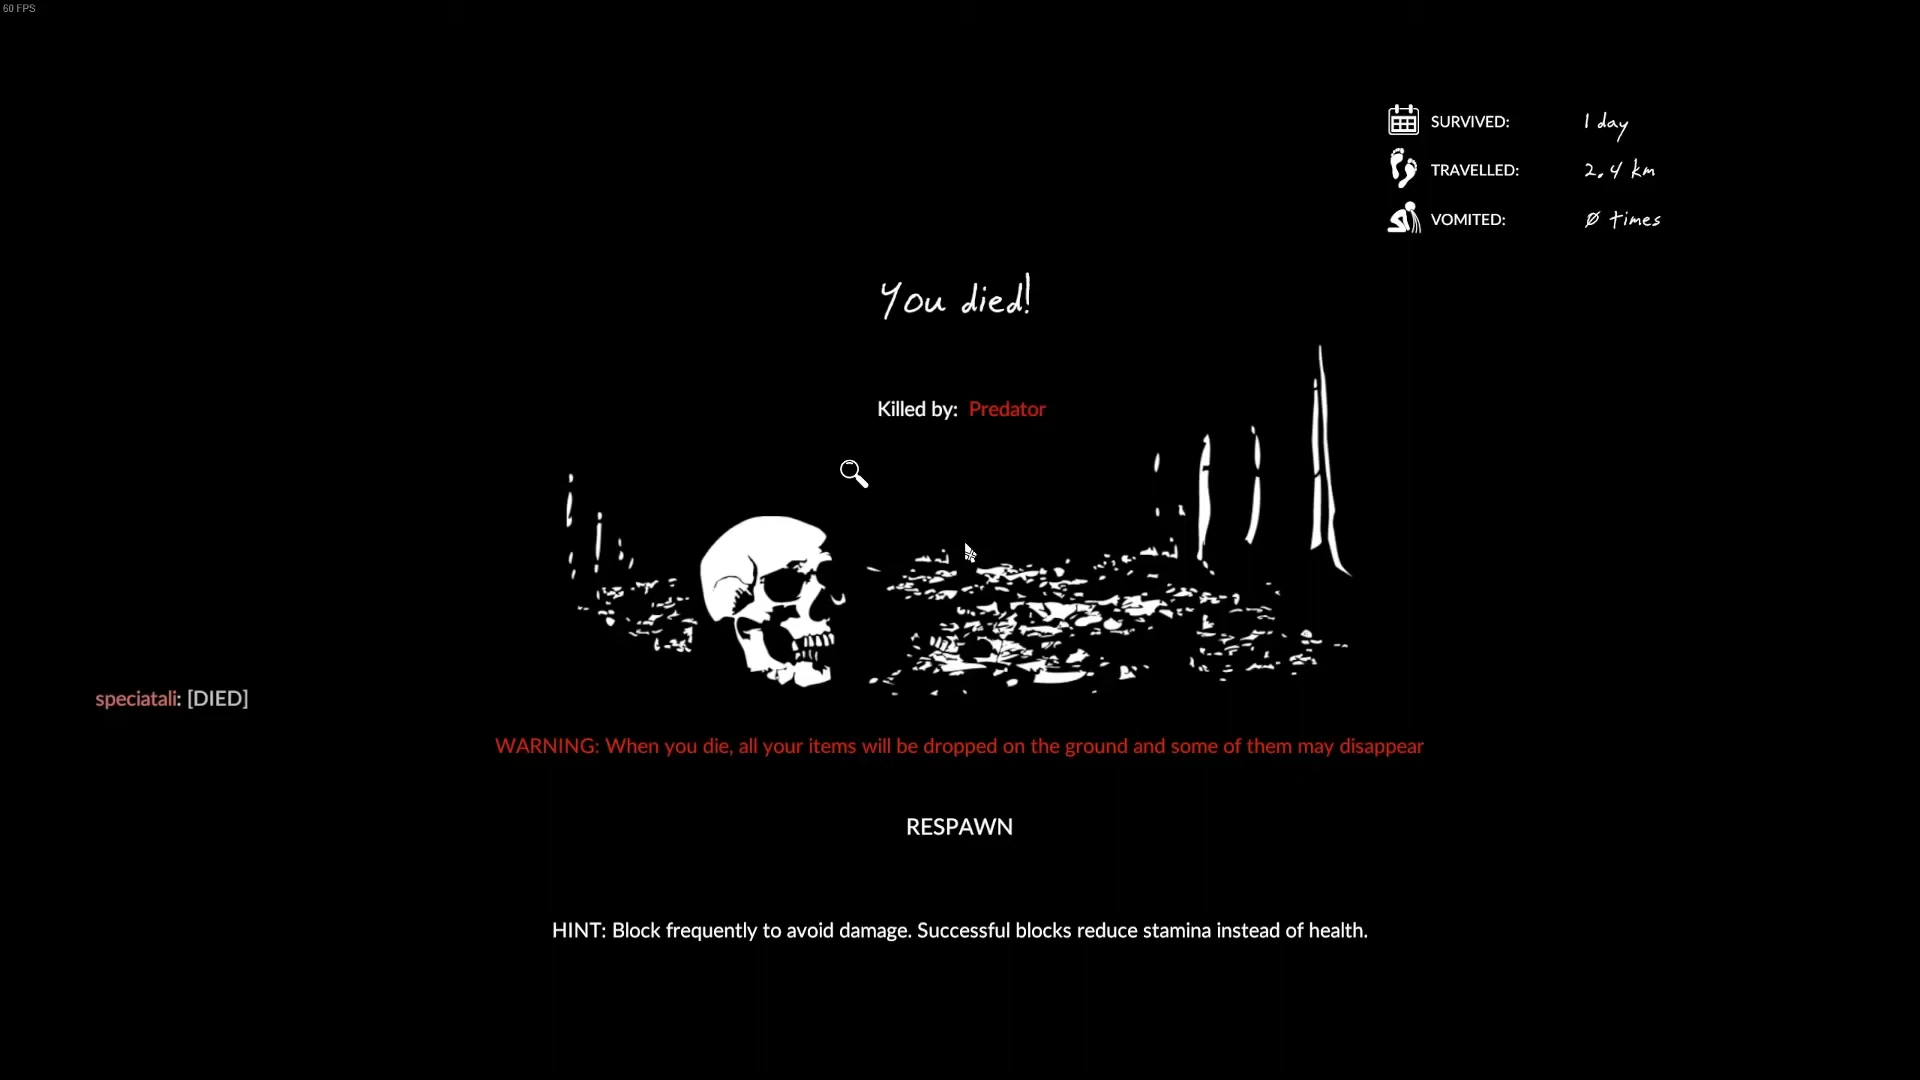 60 FPS
SURVIVED: 1 day
TRAVELLED: 2.4 km
VOMITED: 0 times
You died!
Killed by: Predator
speciatali: [DIED]
WARNING: When you die, all your items will be dropped on the ground and some of them may disappear
RESPAWN
HINT: Block frequently to avoid damage. Successful blocks reduce stamina instead of health.